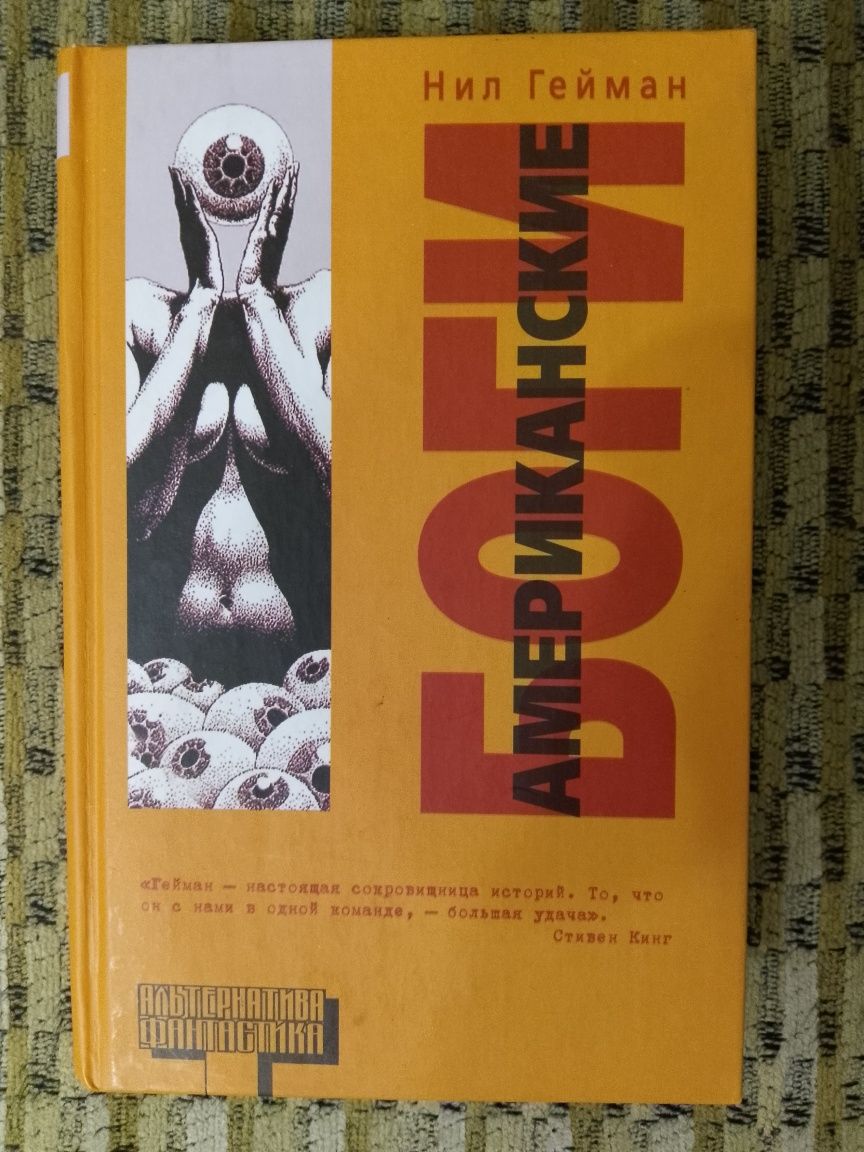 Нил Гейман
АМЕРИКАНСКИЕ
БОГИ
«Гейман — настоящая сокровищница историй. То, что
он с нами в одной команде, — большая удача».
Стивен Кинг
АЛЬТЕРНАТИВА
ФАНТАСТИКА